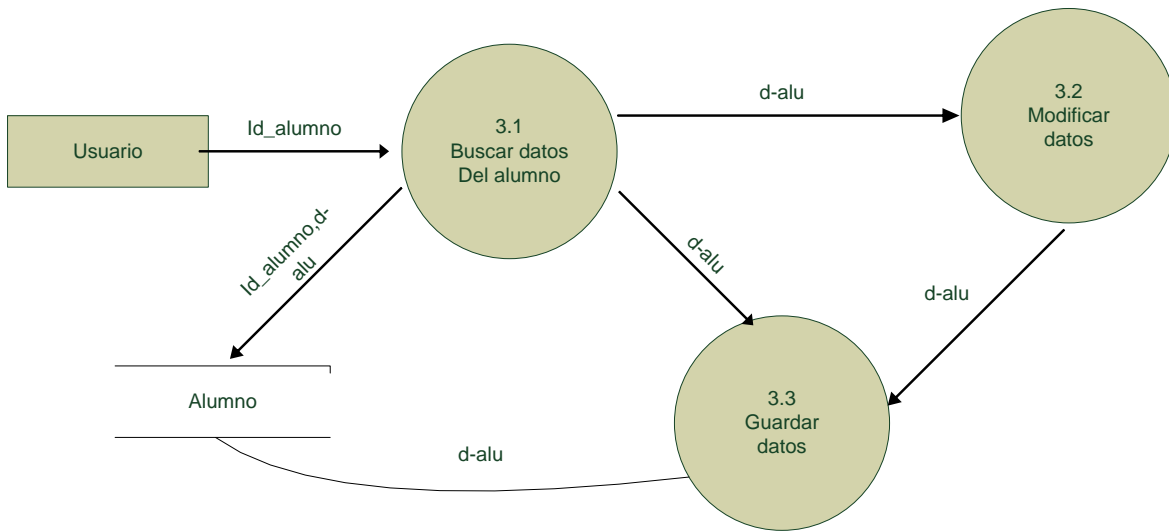 Usuario
Id_alumno
3.1
Buscar datos
Del alumno
d-alu
3.2
Modificar
datos
Id_alumno,d-
alu
d-alu
d-alu
Alumno
3.3
Guardar
datos
d-alu